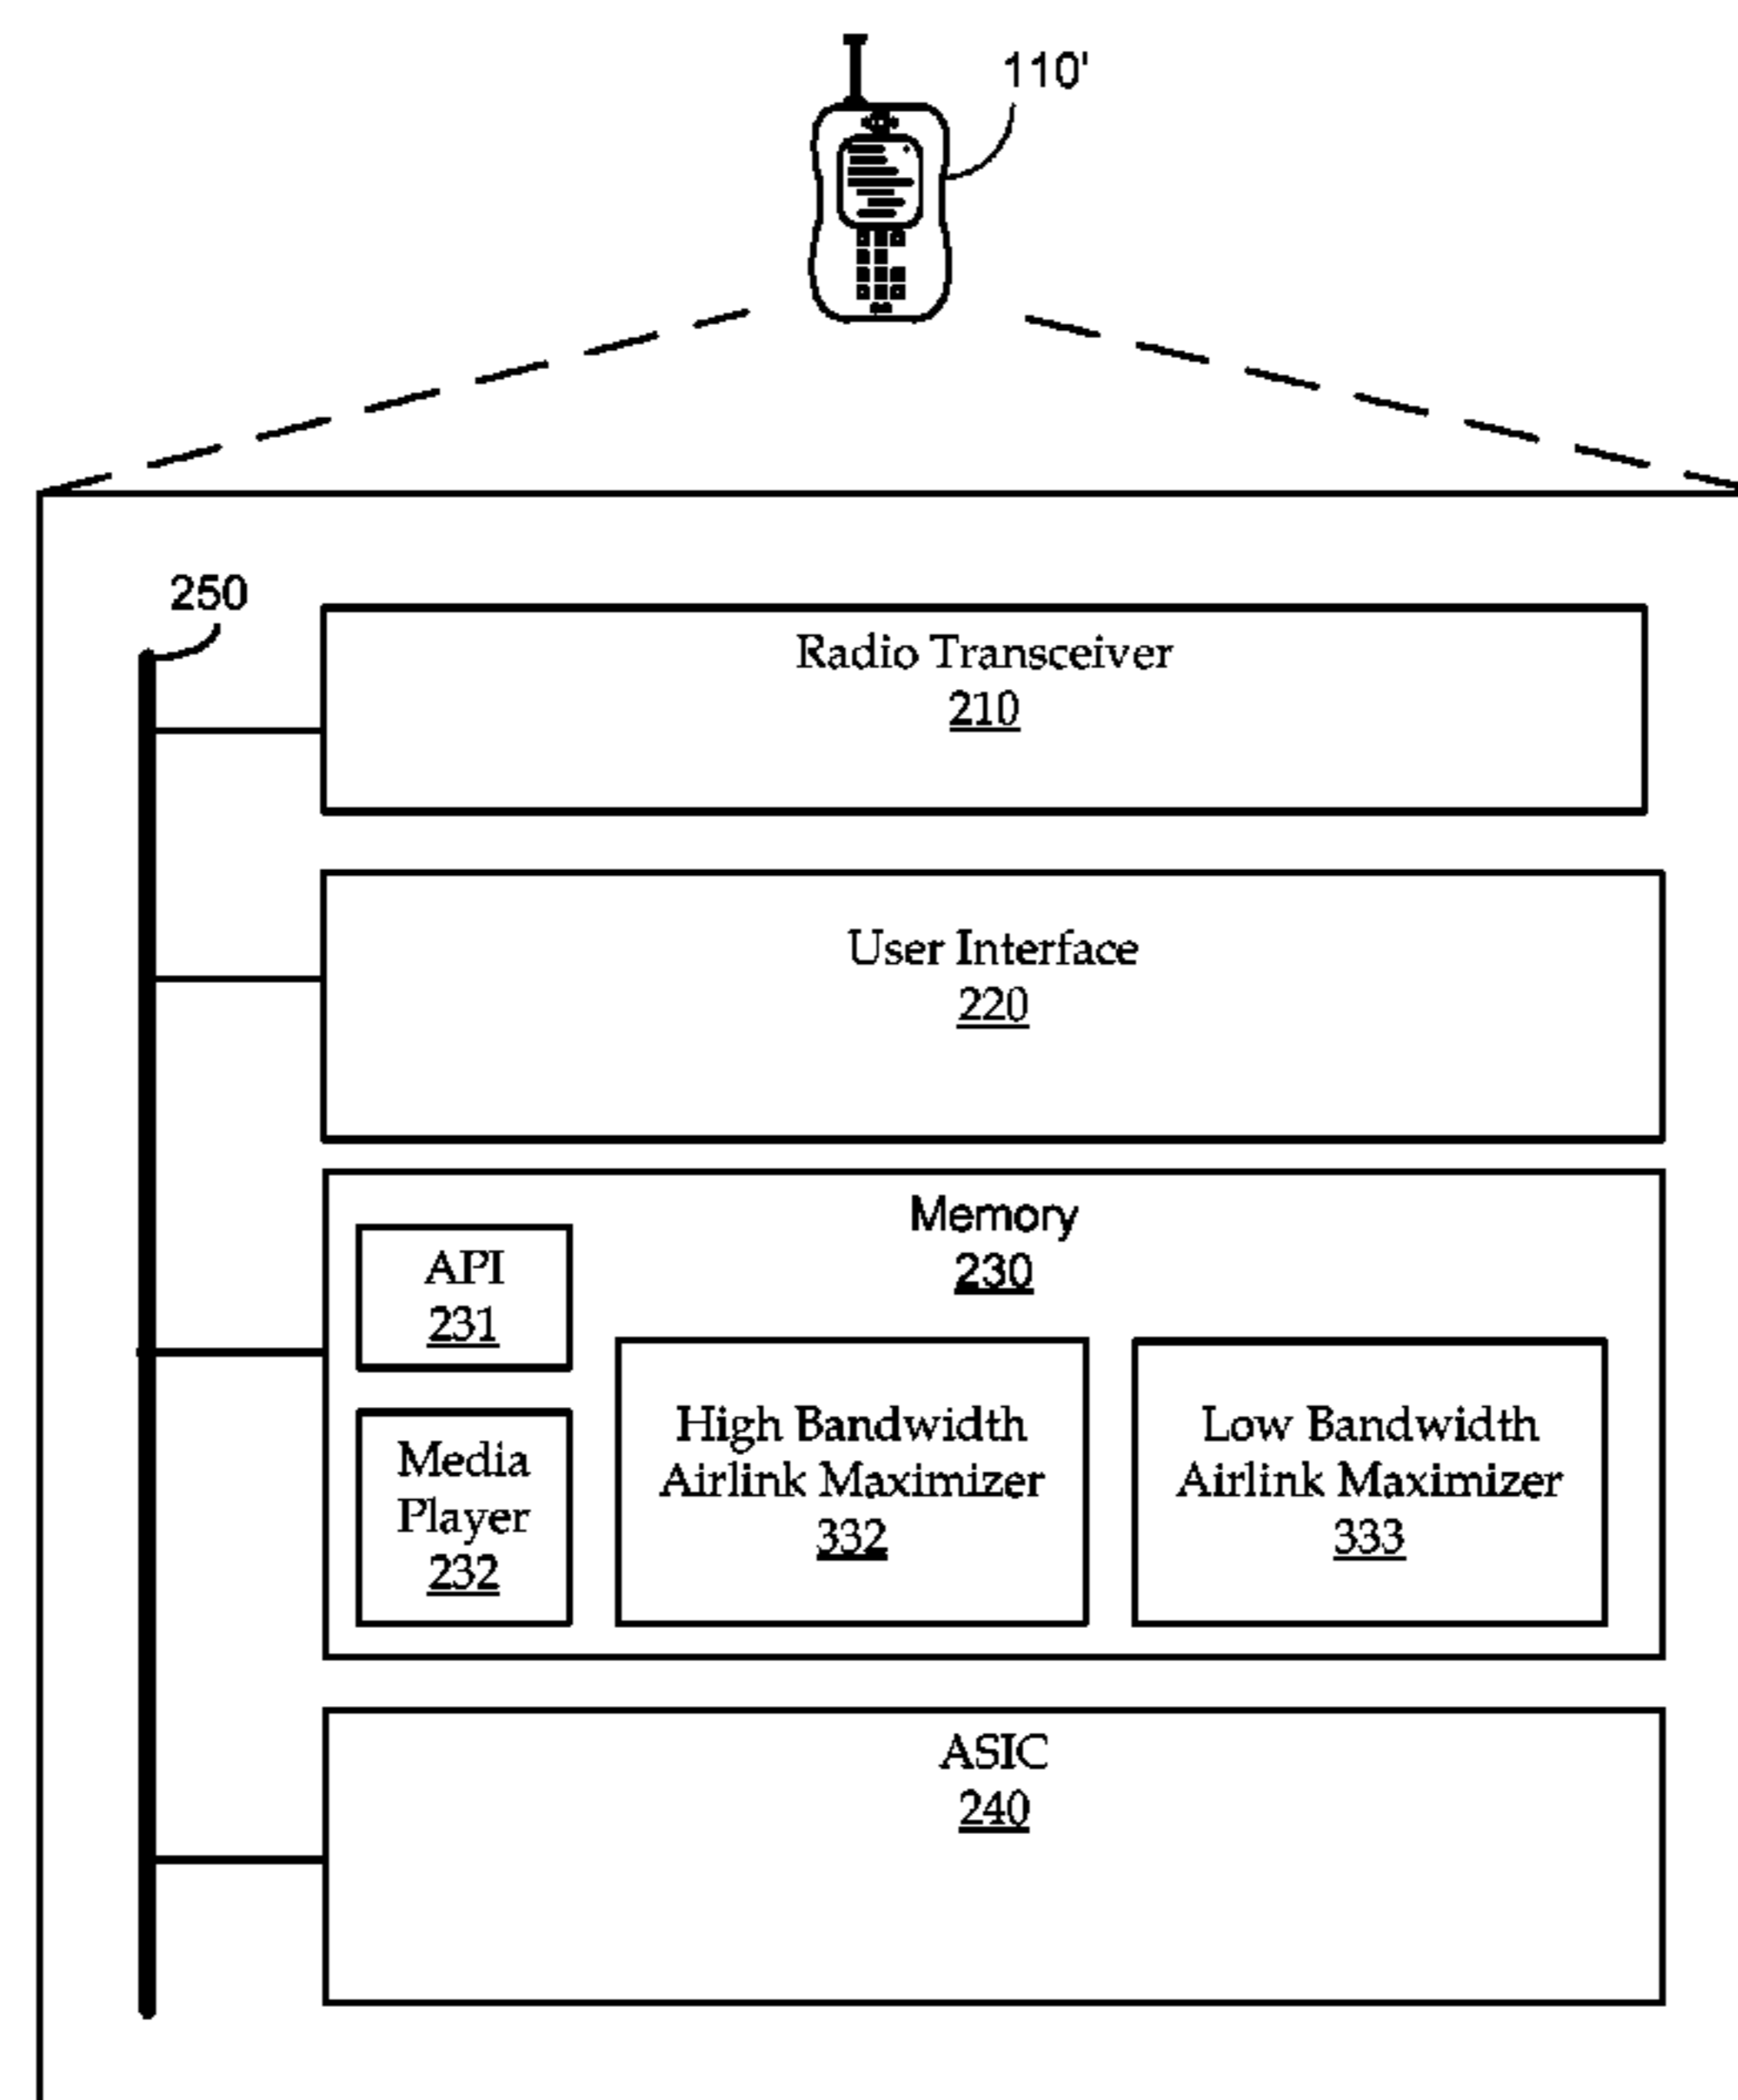 110'
250
Radio Transceiver
210
User Interface
220
Memory
230
API
231
Media
Player
232
High Bandwidth
Airlink Maximizer
332
Low Bandwidth
Airlink Maximizer
333
ASIC
240